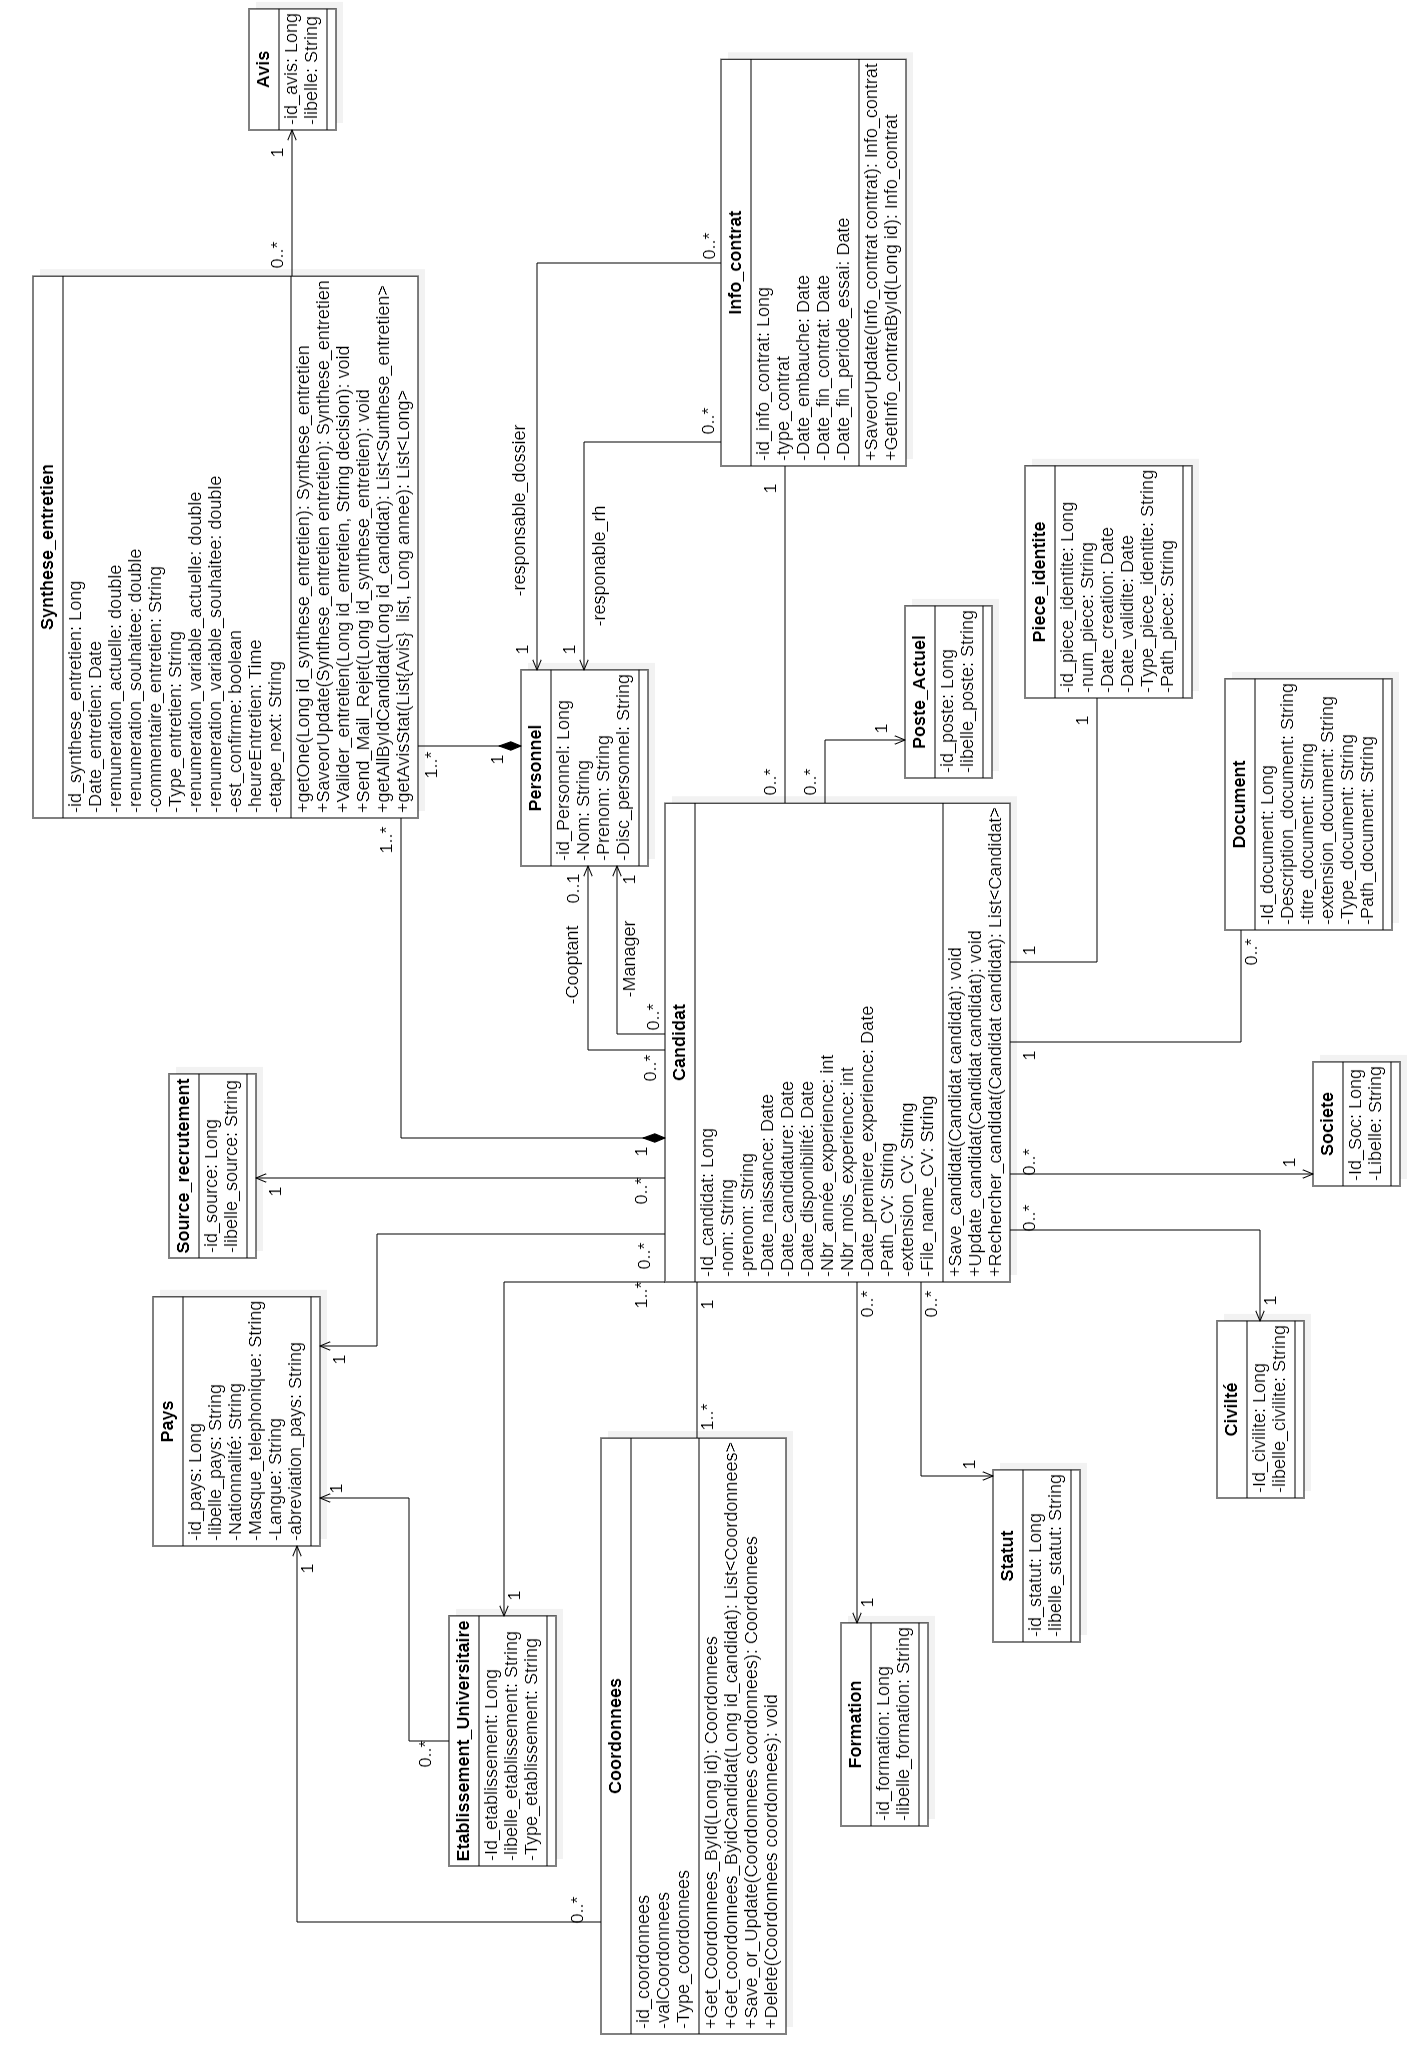 Avis
-id_avis: Long
-libelle: String
1
0..*
Synthese_entretien
-id_synthese_entretien: Long
-Date_entretien: Date
-remuneration_actuelle: double
-renumeration_souhaitee: double
-commentaire_entretien: String
-Type_entretien: String
-renumeration_variable_actuelle: double
-renumeration_variable_souhaitee: double
-est_confirme: boolean
-heureEntretien: Time
-etape_next: String
+getOne(Long id_synthese_entretien): Synthese_entretien
+SaveorUpdate(Synthese_entretien entretien): Synthese_entretien
+Valider_entretien(Long id_entretien, String decision): void
+Send_Mail_Rejet(Long id_synthese_entretien): void
+getAllByIdCandidat(Long id_candidat): List<Sunthese_entretien>
+getAvisStat(List{Avis} list, Long annee): List<Long>
1..*
1..*
1
Info_contrat
-id_info_contrat: Long
-type_contrat
-Date_embauche: Date
-Date_fin_contrat: Date
-Date_fin_periode_essai: Date
+SaveorUpdate(Info_contrat contrat): Info_contrat
+GetInfo_contratById(Long id): Info_contrat
0..*
0..*
-responsable_dossier
-responable_rh
1
1
1
0..*
Personnel
-id_Personnel: Long
-Nom: String
-Prenom: String
-Disc_personnel: String
0..1
1
-Cooptant
-Manager
0..*
0..*
Poste_Actuel
-id_poste: Long
-libelle_poste: String
1
0..*
Piece_identite
-id_piece_identite: Long
-num_piece: String
-Date_creation: Date
-Date_validite: Date
-Type_piece_identite: String
-Path_piece: String
1
1
Document
-Id_document: Long
-Description_document: String
-titre_document: String
-extension_document: String
-Type_document: String
-Path_document: String
0..*
1
Candidat
-Id_candidat: Long
-nom: String
-prenom: String
-Date_naissance: Date
-Date_candidature: Date
-Date_disponibilité: Date
-Nbr_année_experience: int
-Nbr_mois_experience: int
-Date_premiere_experience: Date
-Path_CV: String
-extension_CV: String
-File_name_CV: String
+Save_candidat(Candidat candidat): void
+Update_candidat(Candidat candidat): void
+Rechercher_candidat(Candidat candidat): List<Candidat>
1
0..*
0..*
1..*
1
0..*
0..*
0..*
0..*
Source_recrutement
-id_source: Long
-libelle_source: String
1
Societe
-Id_Soc: Long
-Libelle: String
1
Pays
-id_pays: Long
-libelle_pays: String
-Nationnalité: String
-Masque_telephonique: String
-Langue: String
-abreviation_pays: String
1
1
1
Civilté
-Id_civilite: Long
-libelle_civilite: String
1
Statut
-id_statut: Long
-libelle_statut: String
1
Etablissement_Universitaire
-Id_etablissement: Long
-libelle_etablissement: String
-Type_etablissement: String
1
0..*
Formation
-id_formation: Long
-libelle_formation: String
1
Coordonnees
-id_coordonnees
-valCoordonnees
-Type_coordonnees
+Get_Coordonnees_ById(Long id): Coordonnees
+Get_coordonnees_ByidCandidat(Long id_candidat): List<Coordonnees>
+Save_or_Update(Coordonnees coordonnees): Coordonnees
+Delete(Coordonnees coordonnees): void
1..*
0..*